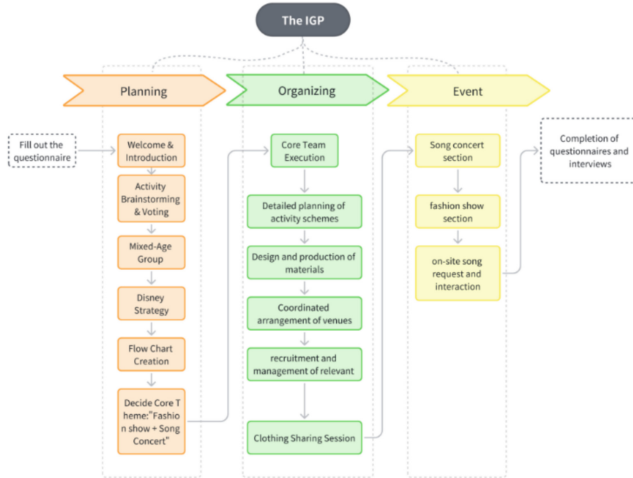 The IGP
Planning
Organizing
Event
Fill out the
questionnaire
Welcome &
Introduction
Activity
Brainstorming
& Voting
Mixed-Age
Group
Disney
Strategy
Flow Chart
Creation
Decide Core T
heme:"Fashio
n show + Song
Concert"
Core Team
Execution
Detailed planning of
activity schemes
Design and production of
materials
Coordinated
arrangement of venues
recruitment and
management of relevant
Clothing Sharing Session
Song concert
section
fashion show
section
on-site song
request and
interaction
Completion of
questionnaires and
interviews